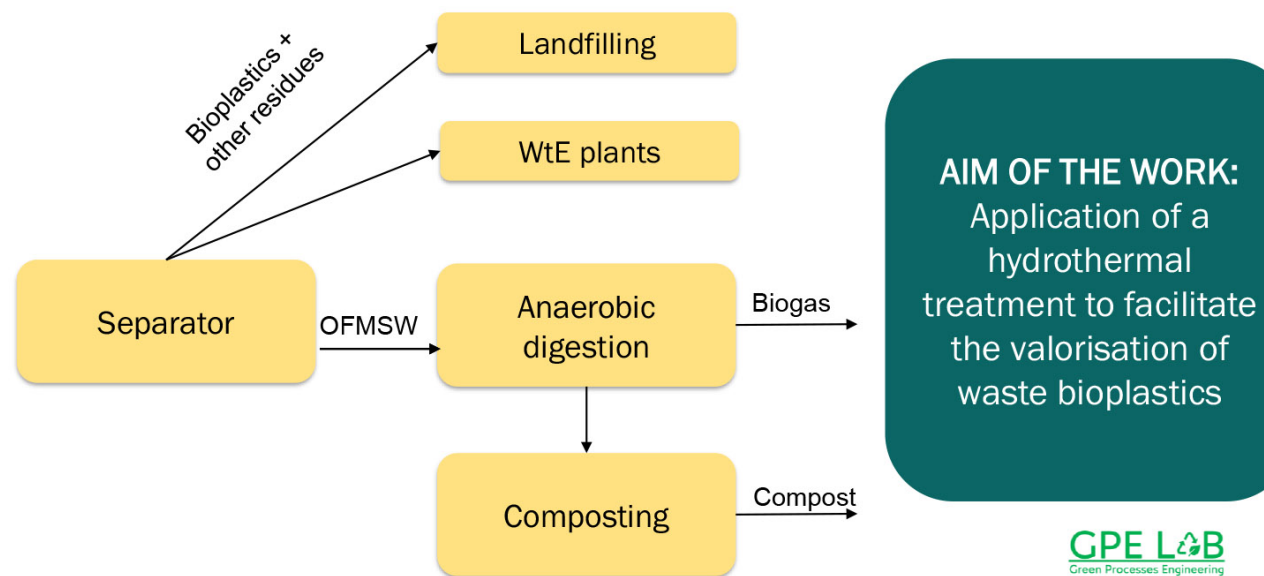 Bioplastics +
other residues
Landfilling
WtE plants
Separator
OFMSW
Anaerobic
digestion
Biogas
Composting
Compost
AIM OF THE WORK:
Application of a
hydrothermal
treatment to facilitate
the valorisation of
waste bioplastics
GPE LAB
Green Processes Engineering